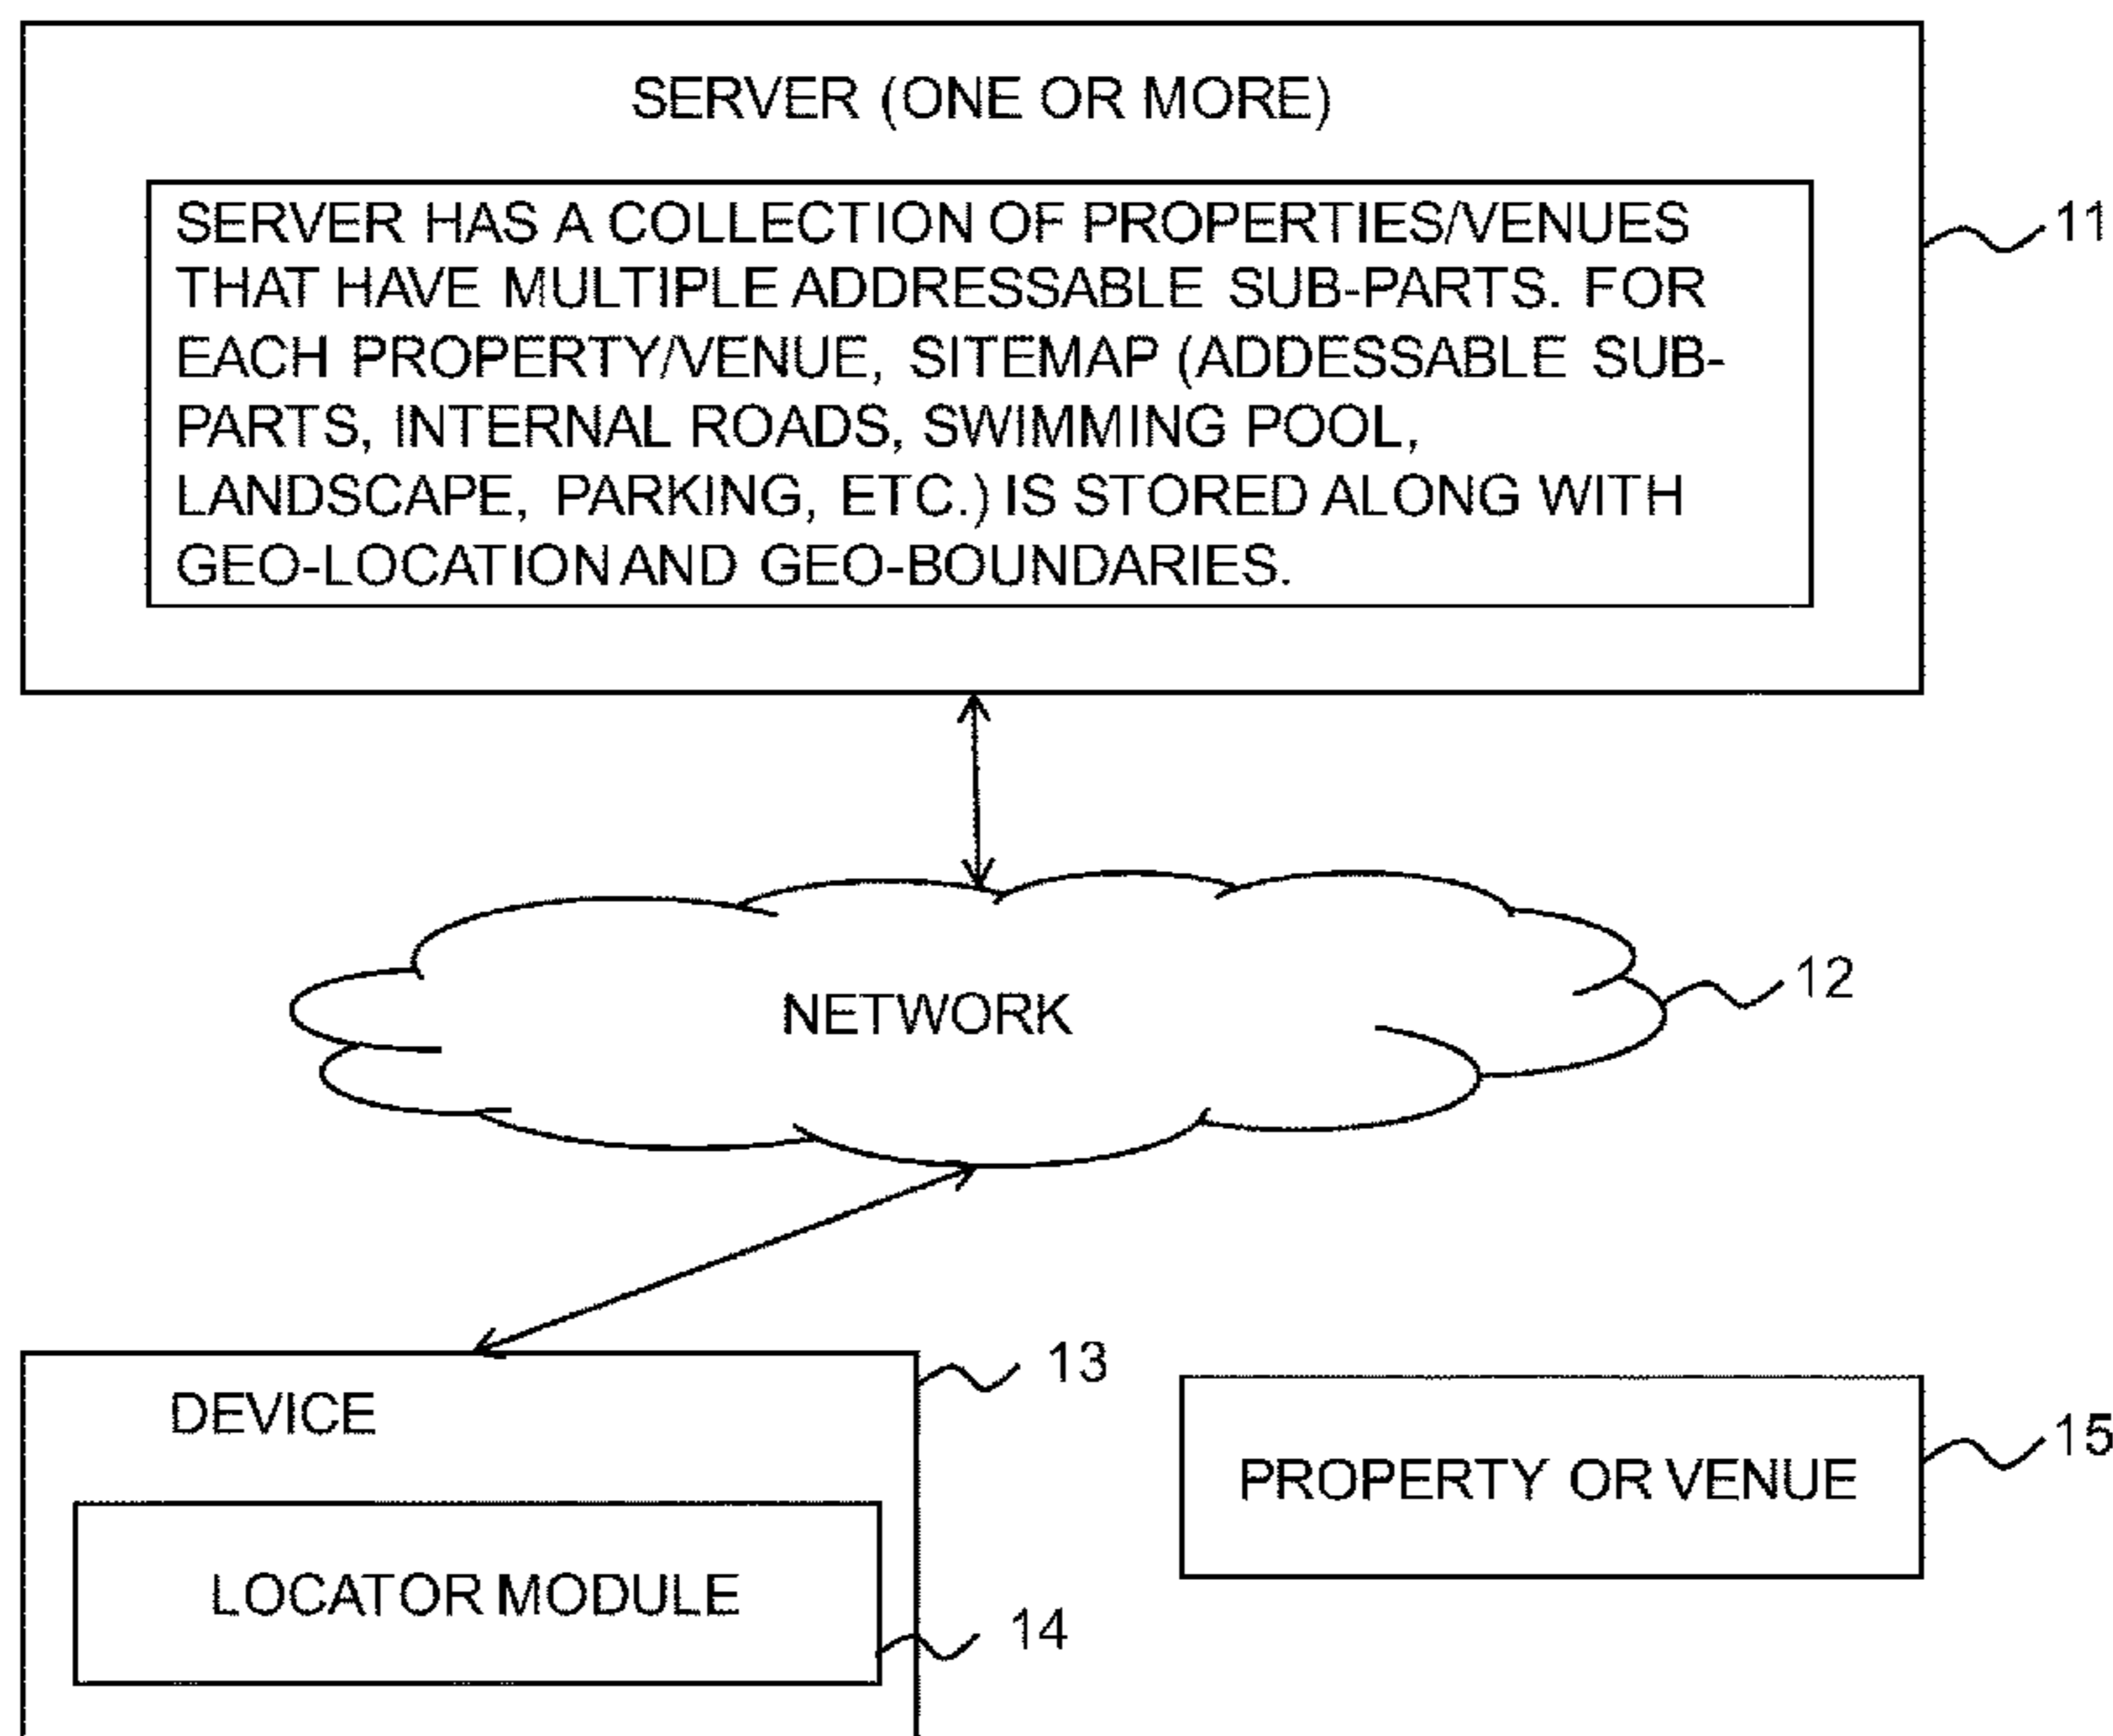 SERVER (ONE OR MORE)
SERVER HAS A COLLECTION OF PROPERTIES/VENUES
THAT HAVE MULTIPLE ADDRESSABLE SUB-PARTS. FOR
EACH PROPERTY/VENUE, SITEMAP (ADDESSABLE SUB-
PARTS, INTERNAL ROADS, SWIMMING POOL,
LANDSCAPE, PARKING, ETC.) IS STORED ALONG WITH
GEO-LOCATION AND GEO-BOUNDARIES.
11
NETWORK
12
DEVICE
13
LOCATOR MODULE
14
PROPERTY OR VENUE
15